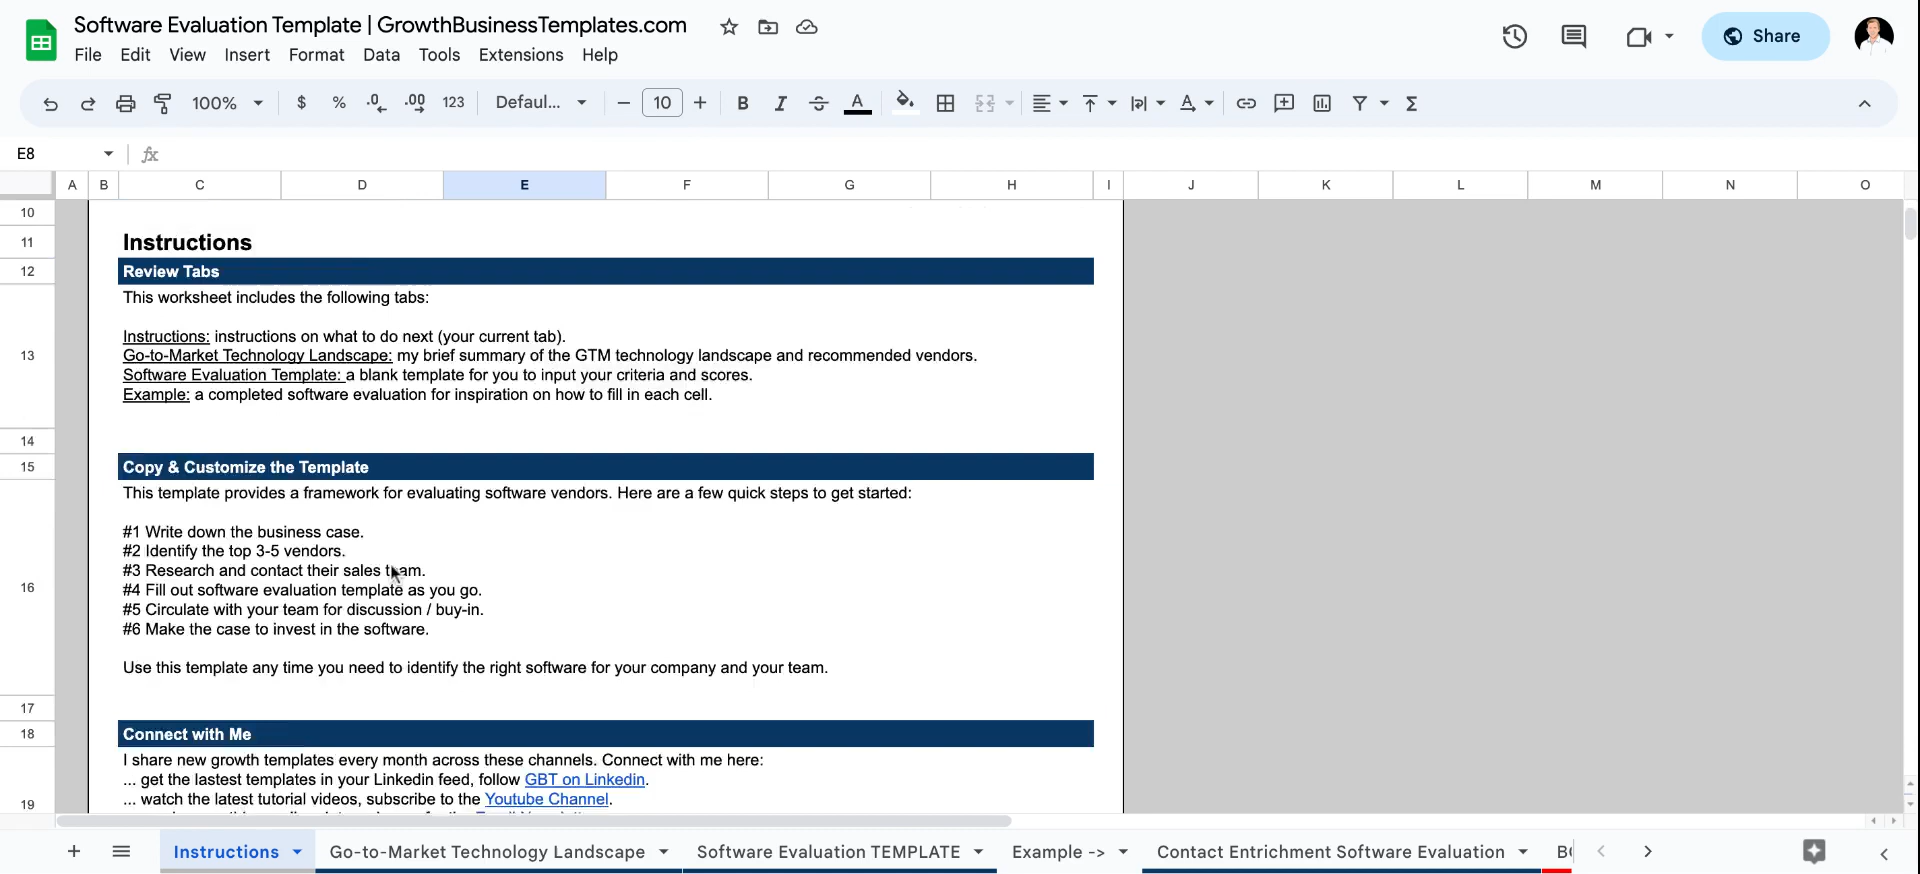 Software Evaluation Template | GrowthBusinessTemplates.com
File Edit View Insert Format Data Tools Extensions Help
Share
100% $ % .0 .00 123 Defaul... 10 B I S A A Σ
E8 fx
A B C D E F G H I J K L M N O
10
11 Instructions
12 Review Tabs
This worksheet includes the following tabs:
Instructions: instructions on what to do next (your current tab).
13 Go-to-Market Technology Landscape: my brief summary of the GTM technology landscape and recommended vendors.
Software Evaluation Template: a blank template for you to input your criteria and scores.
Example: a completed software evaluation for inspiration on how to fill in each cell.
14
15 Copy & Customize the Template
This template provides a framework for evaluating software vendors. Here are a few quick steps to get started:
#1 Write down the business case.
#2 Identify the top 3-5 vendors.
#3 Research and contact their sales team.
16 #4 Fill out software evaluation template as you go.
#5 Circulate with your team for discussion / buy-in.
#6 Make the case to invest in the software.
Use this template any time you need to identify the right software for your company and your team.
17
18 Connect with Me
I share new growth templates every month across these channels. Connect with me here:
... get the lastest templates in your Linkedin feed, follow GBT on Linkedin.
19 ... watch the latest tutorial videos, subscribe to the Youtube Channel.
Instructions Go-to-Market Technology Landscape Software Evaluation TEMPLATE Example -> Contact Enrichment Software Evaluation